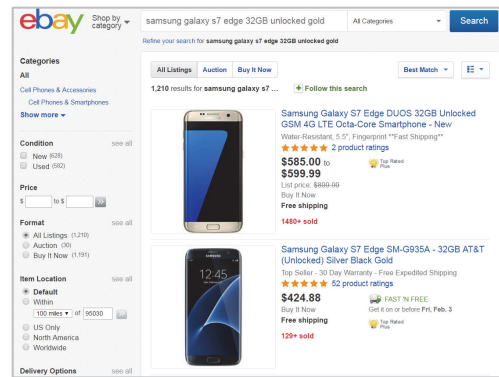 ebay
Shop by
category
samsung galaxy s7 edge 32GB unlocked gold
All Categories
Search
Refine your search for samsung galaxy s7 edge 32GB unlocked gold
Categories
All
Cell Phones & Accessories
Cell Phones & Smartphones
Show more
Condition see all
New (628)
Used (582)
Price
$ to $ >>
Format see all
All Listings (1,210)
Auction (30)
Buy It Now (1,191)
Item Location see all
Default
Within
100 miles of 95030 >>
US Only
North America
Worldwide
Delivery Options see all
All Listings Auction Buy It Now
Best Match
1,210 results for samsung galaxy s7 ...
+ Follow this search
Samsung Galaxy S7 Edge DUOS 32GB Unlocked
GSM 4G LTE Octa-Core Smartphone - New
Water-Resistant, 5.5", Fingerprint **Fast Shipping**
2 product ratings
$585.00 to
$599.99
Top Rated
Plus
List price: $899.99
Buy It Now
Free shipping
1480+ sold
Samsung Galaxy S7 Edge SM-G935A - 32GB AT&T
(Unlocked) Silver Black Gold
Top Seller - 30 Day Warranty - Free Expedited Shipping
52 product ratings
12:45
$424.88
Buy It Now
Free shipping
FAST 'N FREE
Get it on or before Fri, Feb. 3
Top Rated
Plus
129+ sold